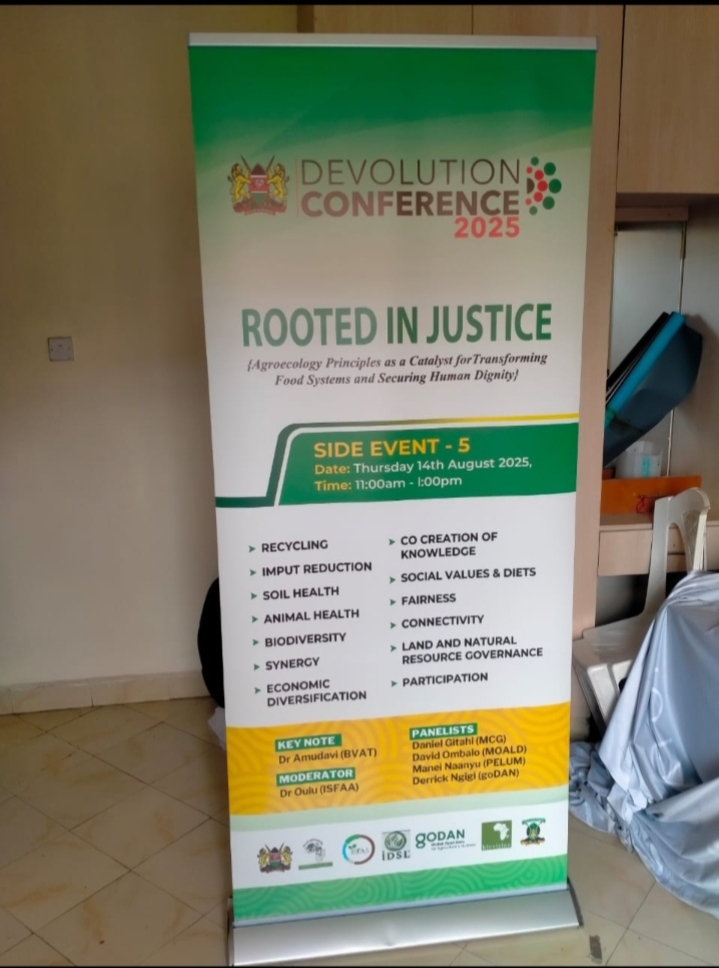 DEVOLUTION
CONFERENCE
2025
ROOTED IN JUSTICE
{Agroecology Principles as a Catalyst forTransforming
Food Systems and Securing Human Dignity}
SIDE EVENT - 5
Date: Thursday 14th August 2025,
Time: 11:00am - 1:00pm
RECYCLING
IMPUT REDUCTION
SOIL HEALTH
ANIMAL HEALTH
BIODIVERSITY
SYNERGY
ECONOMIC
DIVERSIFICATION
CO CREATION OF
KNOWLEDGE
SOCIAL VALUES & DIETS
FAIRNESS
CONNECTIVITY
LAND AND NATURAL
RESOURCE GOVERNANCE
PARTICIPATION
KEY NOTE
Dr Amudavi (BVAT)
MODERATOR
Dr Oulu (ISFAA)
PANELISTS
Daniel Gitahi (MCG)
David Ombalo (MOALD)
Manei Naanyu (PELUM)
Derrick Ngigi (goDAN)
iDSL
GODAN